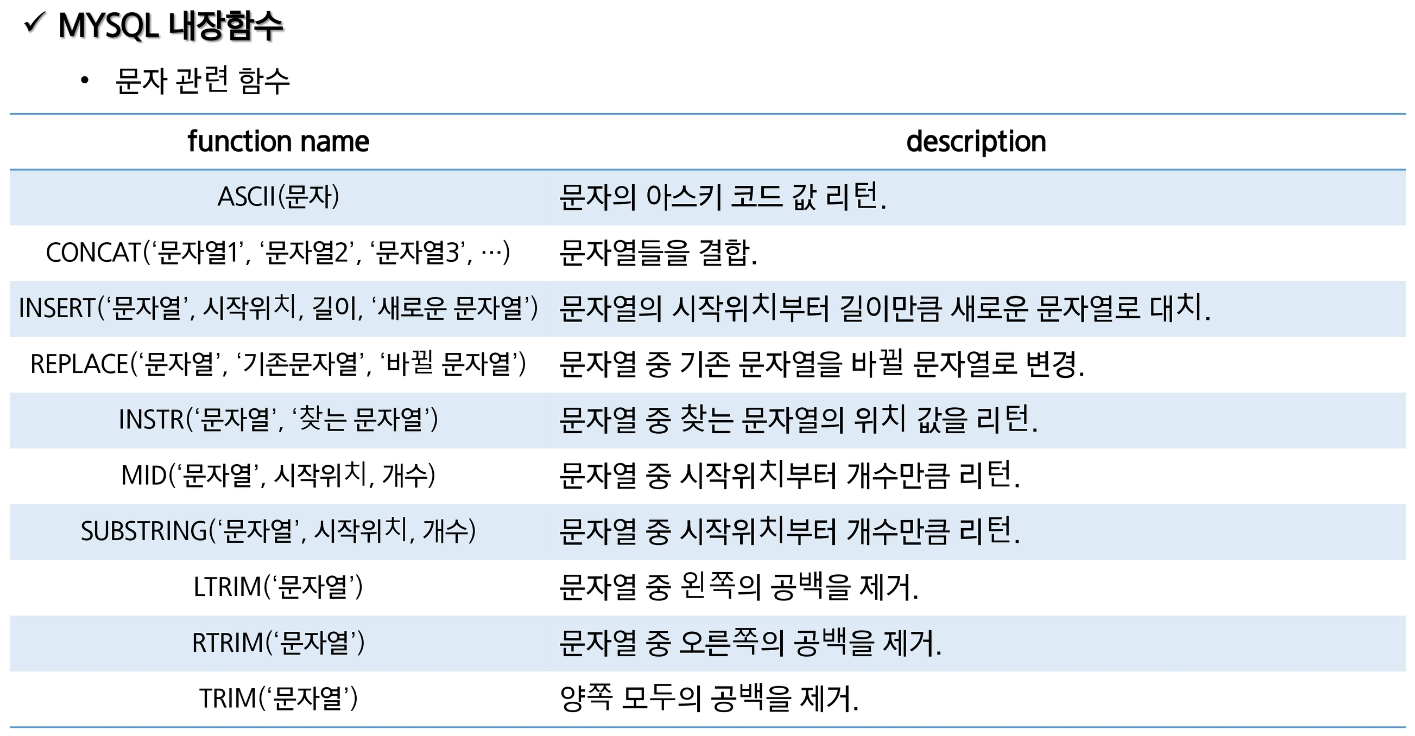 ✓ MYSQL 내장함수
• 문자 관련 함수
function name description
ASCII(문자) 문자의 아스키 코드 값 리턴.
CONCAT(‘문자열1’, ‘문자열2’, ‘문자열3’, …) 문자열들을 결합.
INSERT(‘문자열’, 시작위치, 길이, ‘새로운 문자열’) 문자열의 시작위치부터 길이만큼 새로운 문자열로 대치.
REPLACE(‘문자열’, ‘기존문자열’, ‘바뀔 문자열’) 문자열 중 기존 문자열을 바뀔 문자열로 변경.
INSTR(‘문자열’, ‘찾는 문자열’) 문자열 중 찾는 문자열의 위치 값을 리턴.
MID(‘문자열’, 시작위치, 개수) 문자열 중 시작위치부터 개수만큼 리턴.
SUBSTRING(‘문자열’, 시작위치, 개수) 문자열 중 시작위치부터 개수만큼 리턴.
LTRIM(‘문자열’) 문자열 중 왼쪽의 공백을 제거.
RTRIM(‘문자열’) 문자열 중 오른쪽의 공백을 제거.
TRIM(‘문자열’) 양쪽 모두의 공백을 제거.